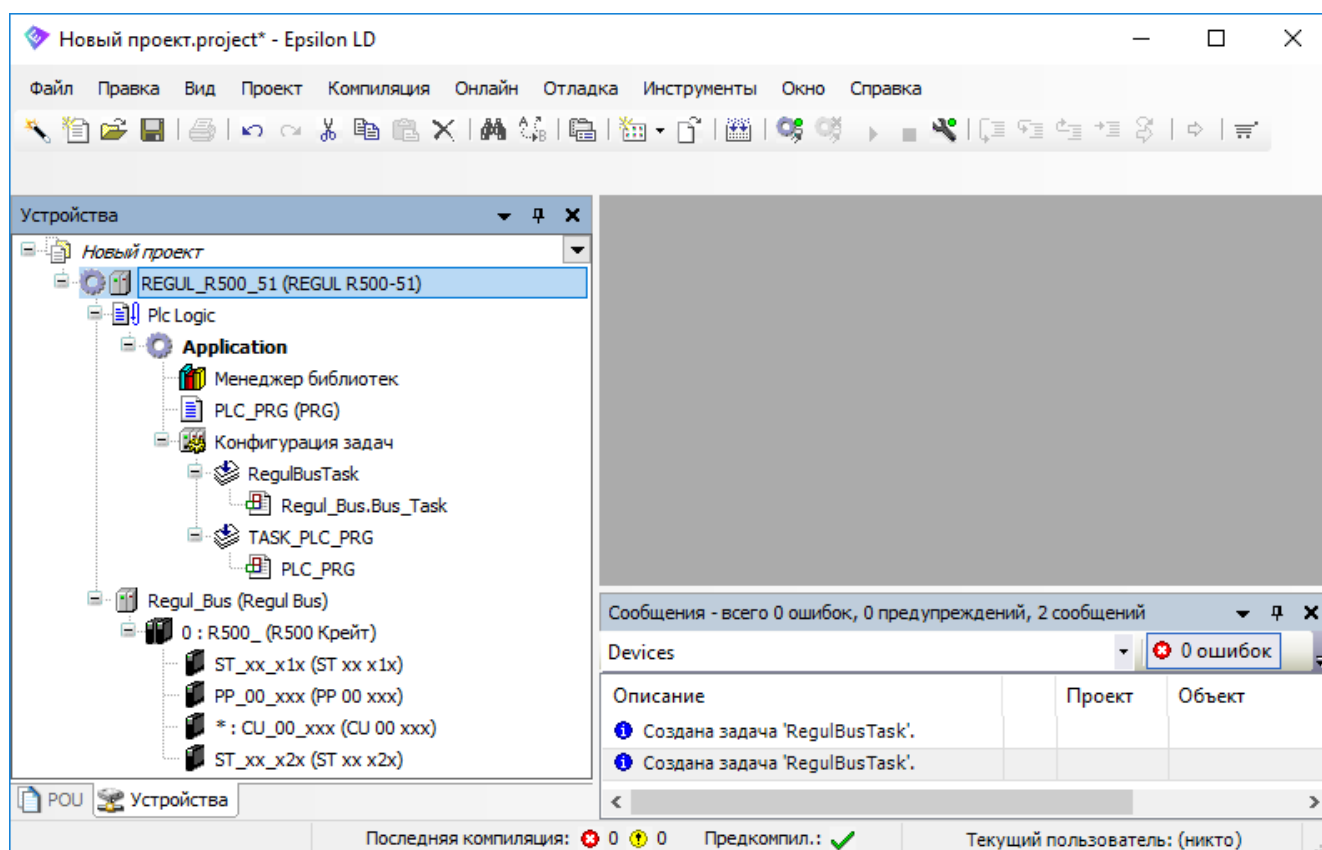 Новый проект.project* - Epsilon LD
Файл Правка Вид Проект Компиляция Онлайн Отладка Инструменты Окно Справка
Устройства
Новый проект
REGUL_R500_51 (REGUL R500-51)
Plc Logic
Application
Менеджер библиотек
PLC_PRG (PRG)
Конфигурация задач
RegulBusTask
Regul_Bus.Bus_Task
TASK_PLC_PRG
PLC_PRG
Regul_Bus (Regul Bus)
0 : R500_ (R500 Крейт)
ST_xx_x1x (ST xx x1x)
PP_00_xxx (PP 00 xxx)
* : CU_00_xxx (CU 00 xxx)
ST_xx_x2x (ST xx x2x)
POU Устройства
Сообщения - всего 0 ошибок, 0 предупреждений, 2 сообщений
Devices 0 ошибок
Описание Проект Объект
Создана задача 'RegulBusTask'.
Создана задача 'RegulBusTask'.
Последняя компиляция: 0 0 Предкомпил.: Текущий пользователь: (никто)